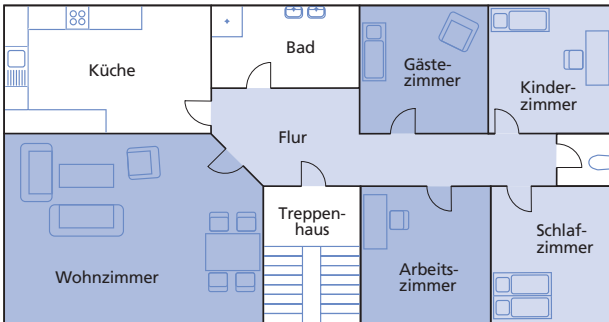 Küche
Bad
Gäste-
zimmer
Kinder-
zimmer
Flur
Treppen-
haus
Wohnzimmer
Arbeits-
zimmer
Schlaf-
zimmer